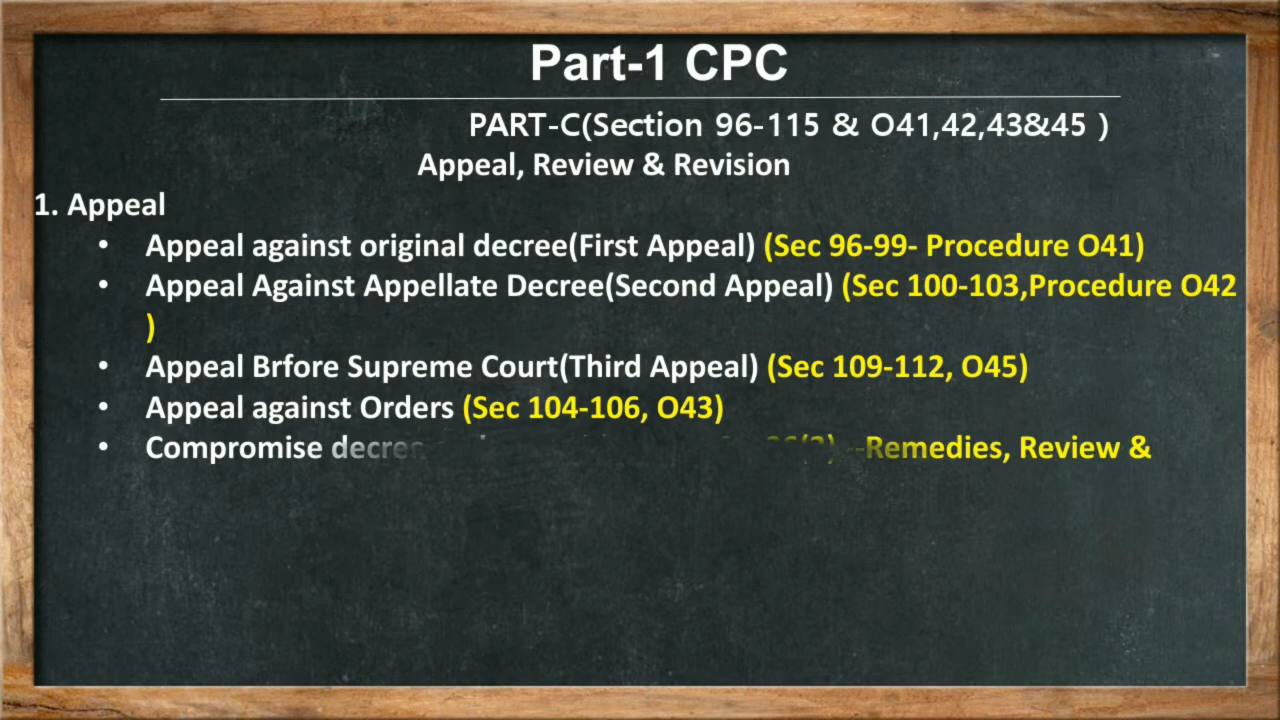 Part-1 CPC
PART-C(Section 96-115 & O41,42,43&45 )
Appeal, Review & Revision
1. Appeal
• Appeal against original decree(First Appeal) (Sec 96-99- Procedure O41)
• Appeal Against Appellate Decree(Second Appeal) (Sec 100-103,Procedure O42
)
• Appeal Brfore Supreme Court(Third Appeal) (Sec 109-112, O45)
• Appeal against Orders (Sec 104-106, O43)
• Compromise --Remedies, Review &